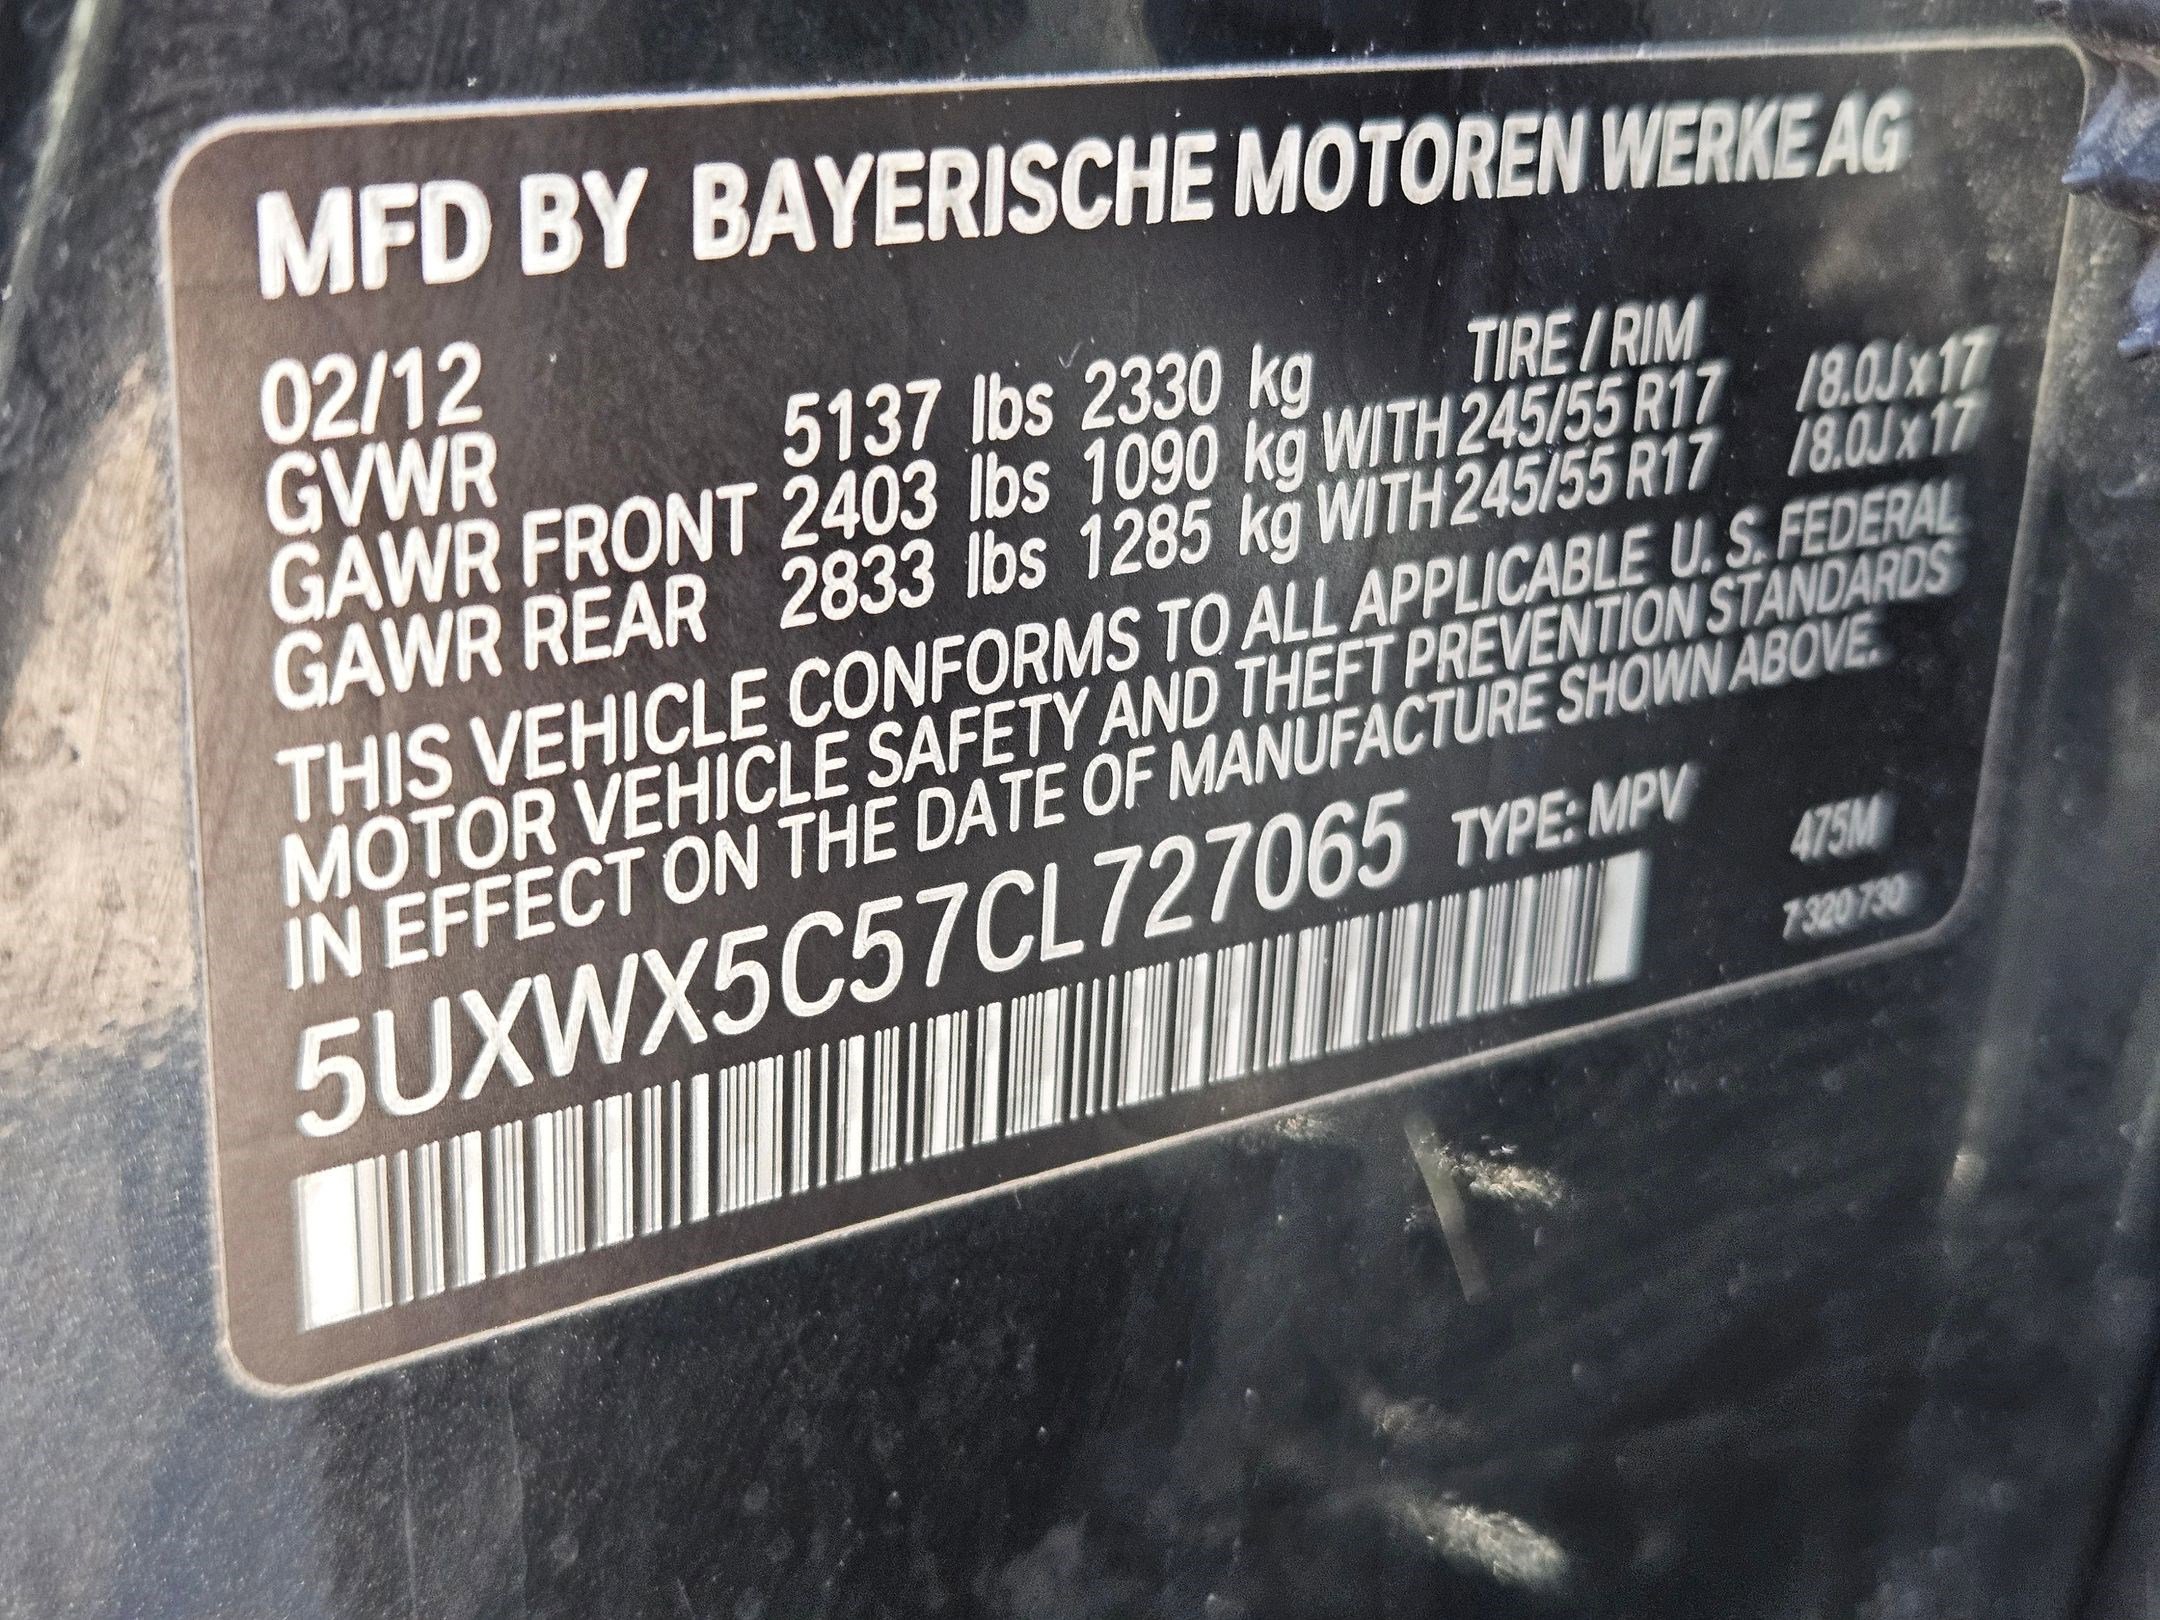 MFD BY BAYERISCHE MOTOREN WERKE AG
02/12 TIRE / RIM
GVWR 5137 lbs 2330 kg
GAWR FRONT 2403 lbs 1090 kg WITH 245/55 R17 /8.0J x 17
GAWR REAR 2833 lbs 1285 kg WITH 245/55 R17 /8.0J x 17
THIS VEHICLE CONFORMS TO ALL APPLICABLE U. S. FEDERAL
MOTOR VEHICLE SAFETY AND THEFT PREVENTION STANDARDS
IN EFFECT ON THE DATE OF MANUFACTURE SHOWN ABOVE.
5UXWX5C57CL727065 TYPE: MPV 475M
7 320 730